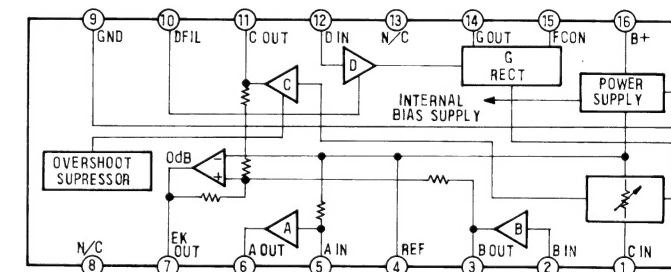 9 10 11 12 13 14 15 16
GND DFIL C OUT D IN N/C G OUT FCON B+
D
G
RECT
C
POWER
SUPPLY
INTERNAL
BIAS SUPPLY
OVERSHOOT
SUPRESSOR
0dB
−
+
A
B
N/C EK
OUT A OUT A IN REF B OUT B IN C IN
8 7 6 5 4 3 2 1